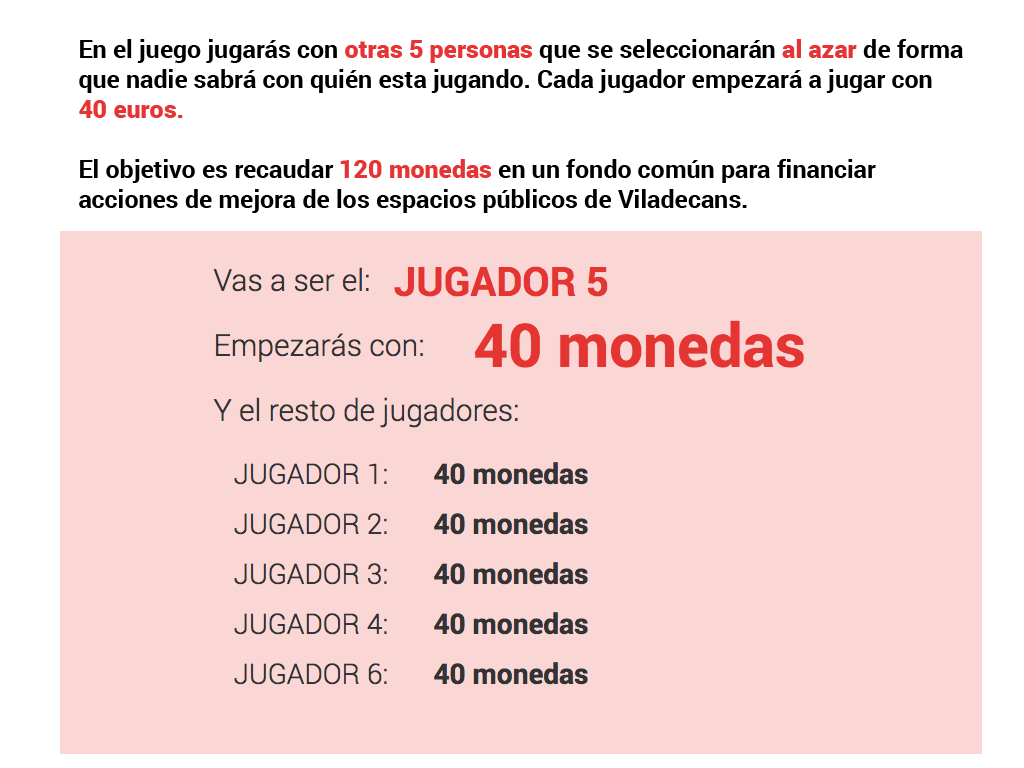 En el juego jugarás con otras 5 personas que se seleccionarán al azar de forma
que nadie sabrá con quién esta jugando. Cada jugador empezará a jugar con
40 euros.
El objetivo es recaudar 120 monedas en un fondo común para financiar
acciones de mejora de los espacios públicos de Viladecans.
Vas a ser el: JUGADOR 5
Empezarás con: 40 monedas
Y el resto de jugadores:
JUGADOR 1: 40 monedas
JUGADOR 2: 40 monedas
JUGADOR 3: 40 monedas
JUGADOR 4: 40 monedas
JUGADOR 6: 40 monedas